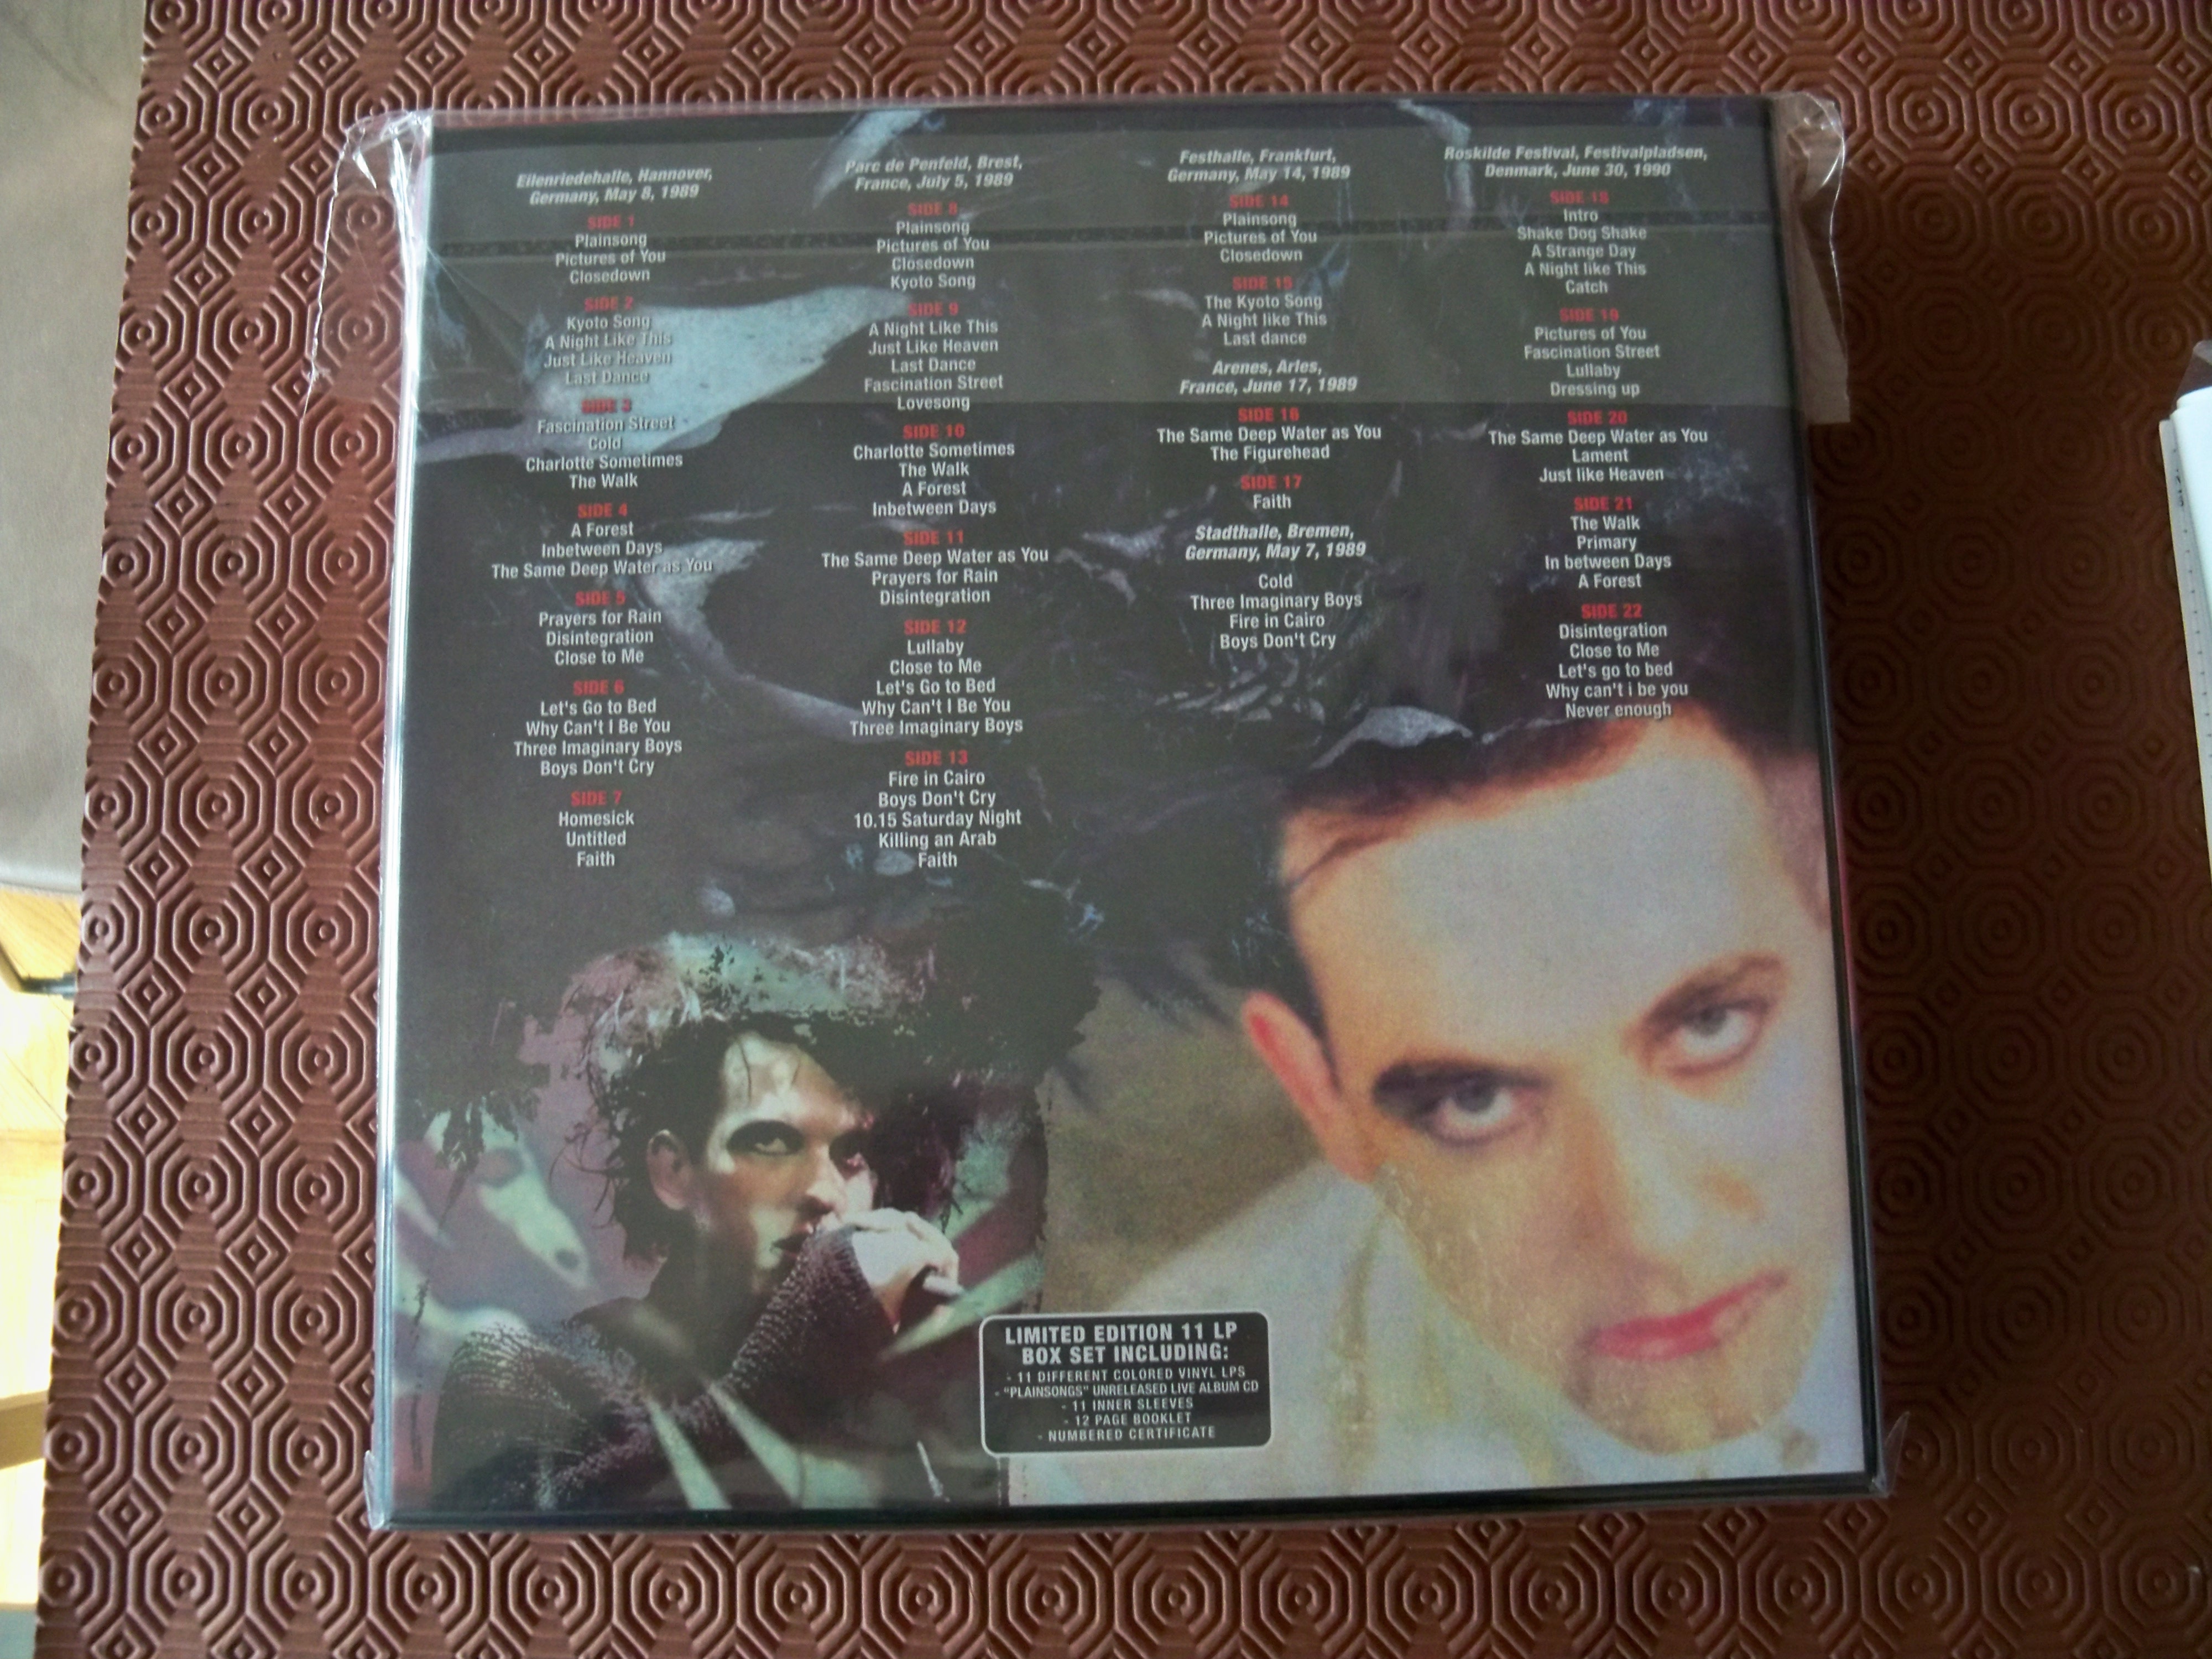 Eilenriedehalle, Hannover,
Germany, May 8, 1989
SIDE 1
Plainsong
Pictures of You
Closedown
SIDE 2
Kyoto Song
A Night Like This
Just Like Heaven
Last Dance
SIDE 3
Fascination Street
Cold
Charlotte Sometimes
The Walk
SIDE 4
A Forest
Inbetween Days
The Same Deep Water as You
SIDE 5
Prayers for Rain
Disintegration
Close to Me
SIDE 6
Let's Go to Bed
Why Can't I Be You
Three Imaginary Boys
Boys Don't Cry
SIDE 7
Homesick
Untitled
Faith
Parc de Penfeld, Brest,
France, July 5, 1989
SIDE 8
Plainsong
Pictures of You
Closedown
Kyoto Song
SIDE 9
A Night Like This
Just Like Heaven
Last Dance
Fascination Street
Lovesong
SIDE 10
Charlotte Sometimes
The Walk
A Forest
Inbetween Days
SIDE 11
The Same Deep Water as You
Prayers for Rain
Disintegration
SIDE 12
Lullaby
Close to Me
Let's Go to Bed
Why Can't I Be You
Three Imaginary Boys
SIDE 13
Fire in Cairo
Boys Don't Cry
10.15 Saturday Night
Killing an Arab
Faith
Festhalle, Frankfurt,
Germany, May 14, 1989
SIDE 14
Plainsong
Pictures of You
Closedown
SIDE 15
The Kyoto Song
A Night like This
Last dance
Arenes, Arles,
France, June 17, 1989
SIDE 16
The Same Deep Water as You
The Figurehead
SIDE 17
Faith
Stadthalle, Bremen,
Germany, May 7, 1989
Cold
Three Imaginary Boys
Fire in Cairo
Boys Don't Cry
Roskilde Festival, Festivalpladsen,
Denmark, June 30, 1990
SIDE 18
Intro
Shake Dog Shake
A Strange Day
A Night like This
Catch
SIDE 19
Pictures of You
Fascination Street
Lullaby
Dressing up
SIDE 20
The Same Deep Water as You
Lament
Just like Heaven
SIDE 21
The Walk
Primary
In between Days
A Forest
SIDE 22
Disintegration
Close to Me
Let's go to bed
Why can't i be you
Never enough
LIMITED EDITION 11 LP
BOX SET INCLUDING:
- 11 DIFFERENT COLORED VINYL LPS
- "PLAINSONGS" UNRELEASED LIVE ALBUM CD
- 11 INNER SLEEVES
- 12 PAGE BOOKLET
- NUMBERED CERTIFICATE